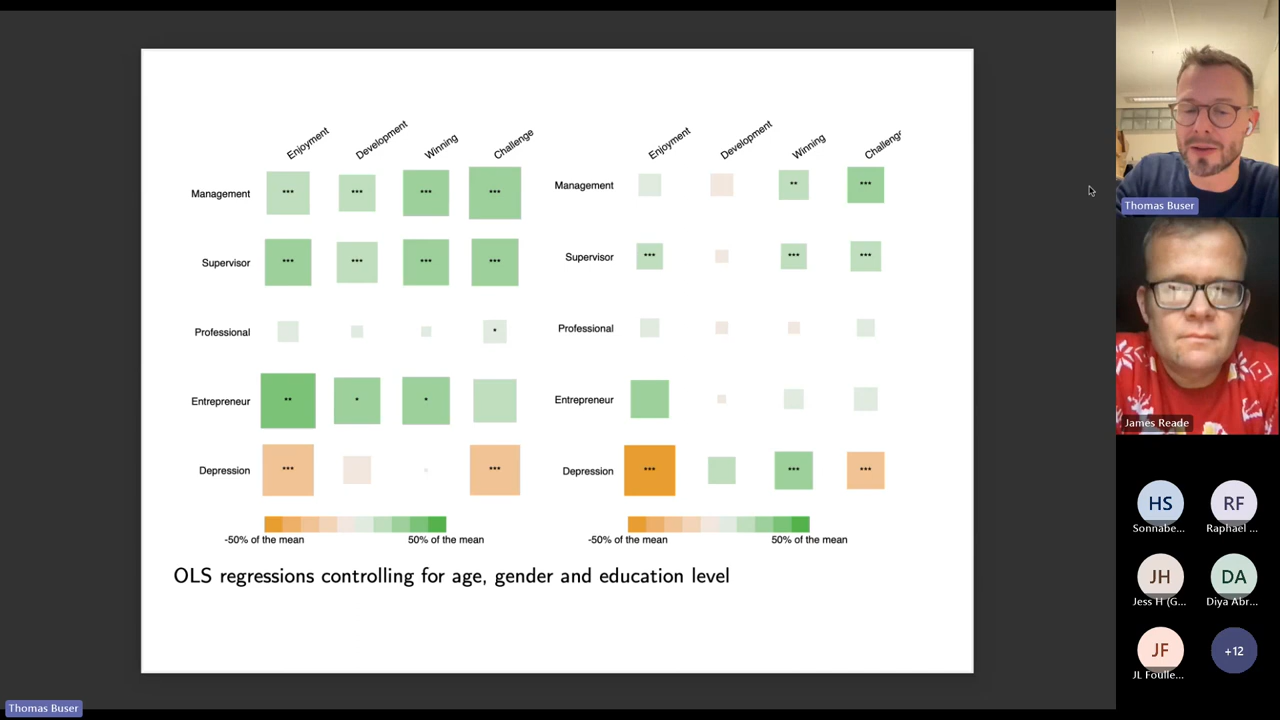 Enjoyment Development Winning Challenge
Management *** *** *** ***
Supervisor *** *** *** ***
Professional *
Entrepreneur ** * *
Depression *** ***
-50% of the mean 50% of the mean
Enjoyment Development Winning Challenge
Management ** ***
Supervisor *** *** ***
Professional
Entrepreneur
Depression *** *** ***
-50% of the mean 50% of the mean
OLS regressions controlling for age, gender and education level
Thomas Buser
James Reade
HS
Sonnabe...
RF
Raphael ...
JH
Jess H (G...
DA
Diya Abr...
JF
JL Foulle...
+12
Thomas Buser